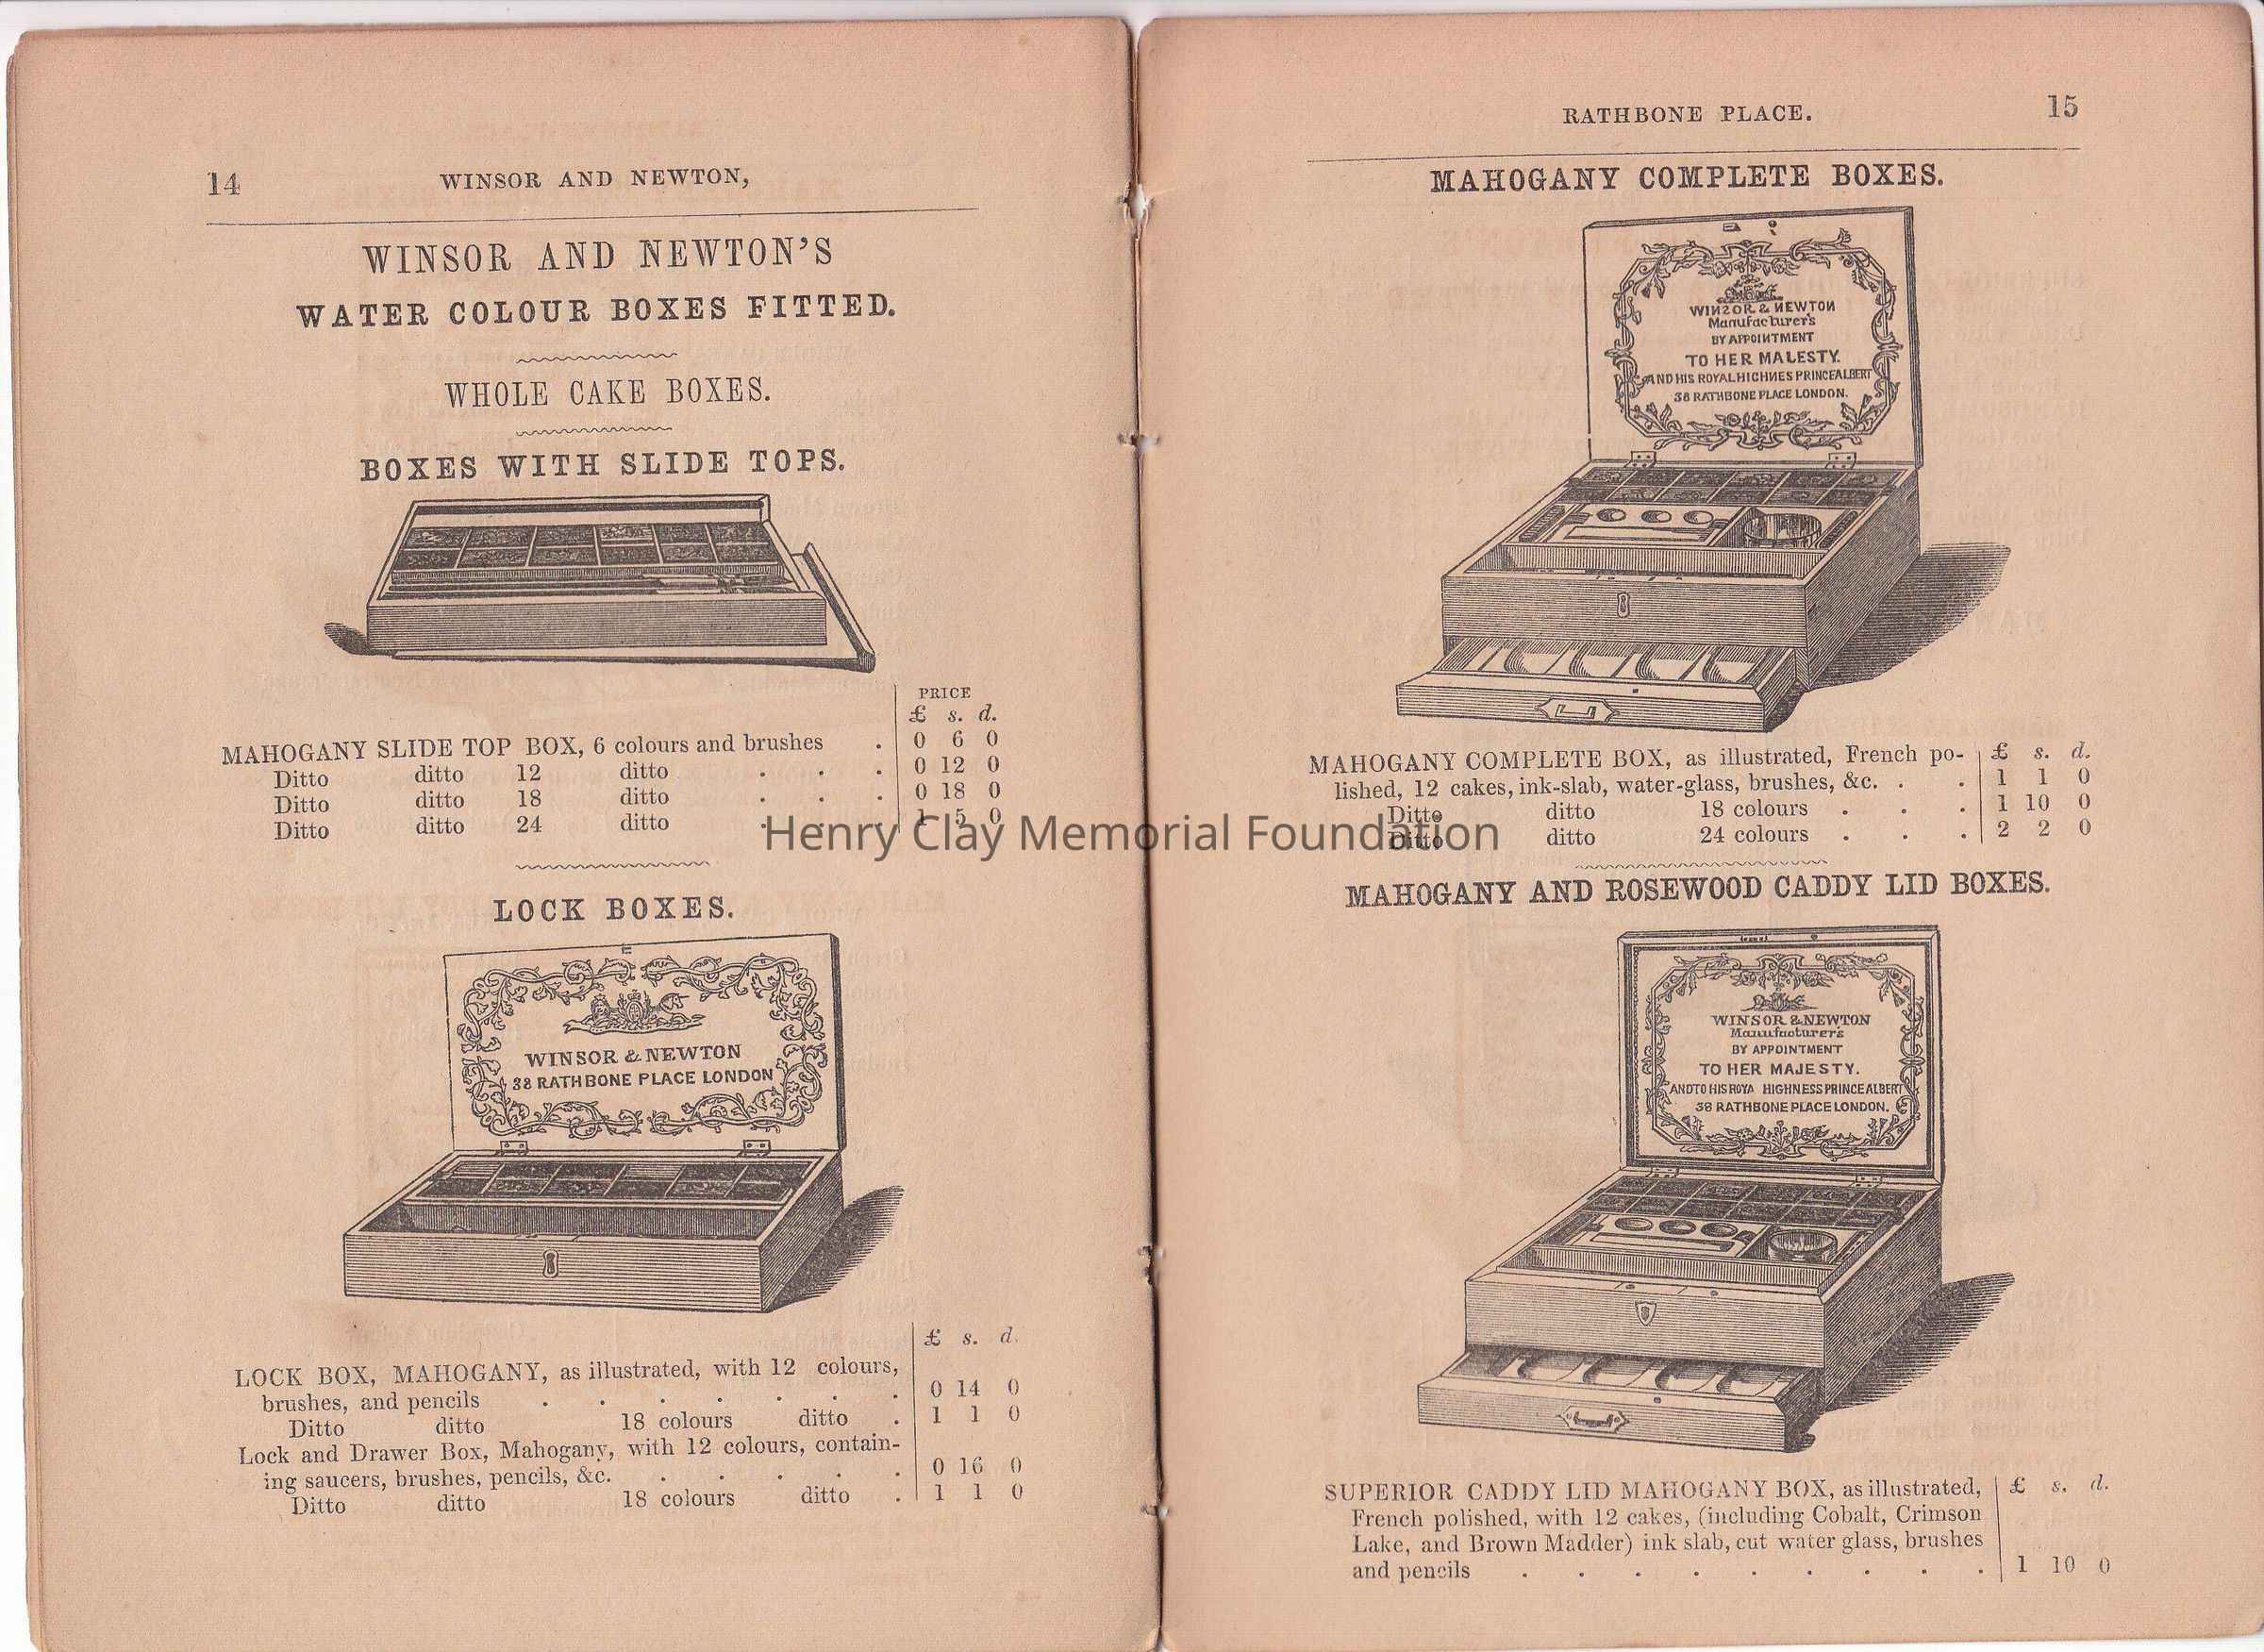 14
WINSOR AND NEWTON,
WINSOR AND NEWTON'S
WATER COLOUR BOXES FITTED.
WHOLE CAKE BOXES.
BOXES WITH SLIDE TOPS.
PRICE
£ s. d.
MAHOGANY SLIDE TOP BOX, 6 colours and brushes . 0 6 0
Ditto ditto 12 ditto . . . 0 12 0
Ditto ditto 18 ditto . . . 0 18 0
Ditto ditto 24 ditto . . . 1 5 0
LOCK BOXES.
WINSOR & NEWTON
38 RATHBONE PLACE LONDON
£ s. d.
LOCK BOX, MAHOGANY, as illustrated, with 12 colours,
brushes, and pencils . . . . . . . 0 14 0
Ditto ditto 18 colours ditto . 1 1 0
Lock and Drawer Box, Mahogany, with 12 colours, contain-
ing saucers, brushes, pencils, &c. . . . . . 0 16 0
Ditto ditto 18 colours ditto . 1 1 0
RATHBONE PLACE.
15
MAHOGANY COMPLETE BOXES.
WINZOR & NEWTON
Manufacturer's
BY APPOINTMENT
TO HER MALESTY.
AND HIS ROYAL HIGHNES PRINCE ALBERT
38 RATHBONE PLACE LONDON.
£ s. d.
MAHOGANY COMPLETE BOX, as illustrated, French po-
lished, 12 cakes, ink-slab, water-glass, brushes, &c. . . 1 1 0
Ditto ditto 18 colours . . . 1 10 0
Ditto ditto 24 colours . . . 2 2 0
Henry Clay Memorial Foundation
MAHOGANY AND ROSEWOOD CADDY LID BOXES.
WINSOR & NEWTON
Manufacturer's
BY APPOINTMENT
TO HER MAJESTY.
AND TO HIS ROYA HIGHNESS PRINCE ALBERT
38 RATHBONE PLACE LONDON.
£ s. d.
SUPERIOR CADDY LID MAHOGANY BOX, as illustrated,
French polished, with 12 cakes, (including Cobalt, Crimson
Lake, and Brown Madder) ink slab, cut water glass, brushes
and pencils . . . . . . . . . 1 10 0